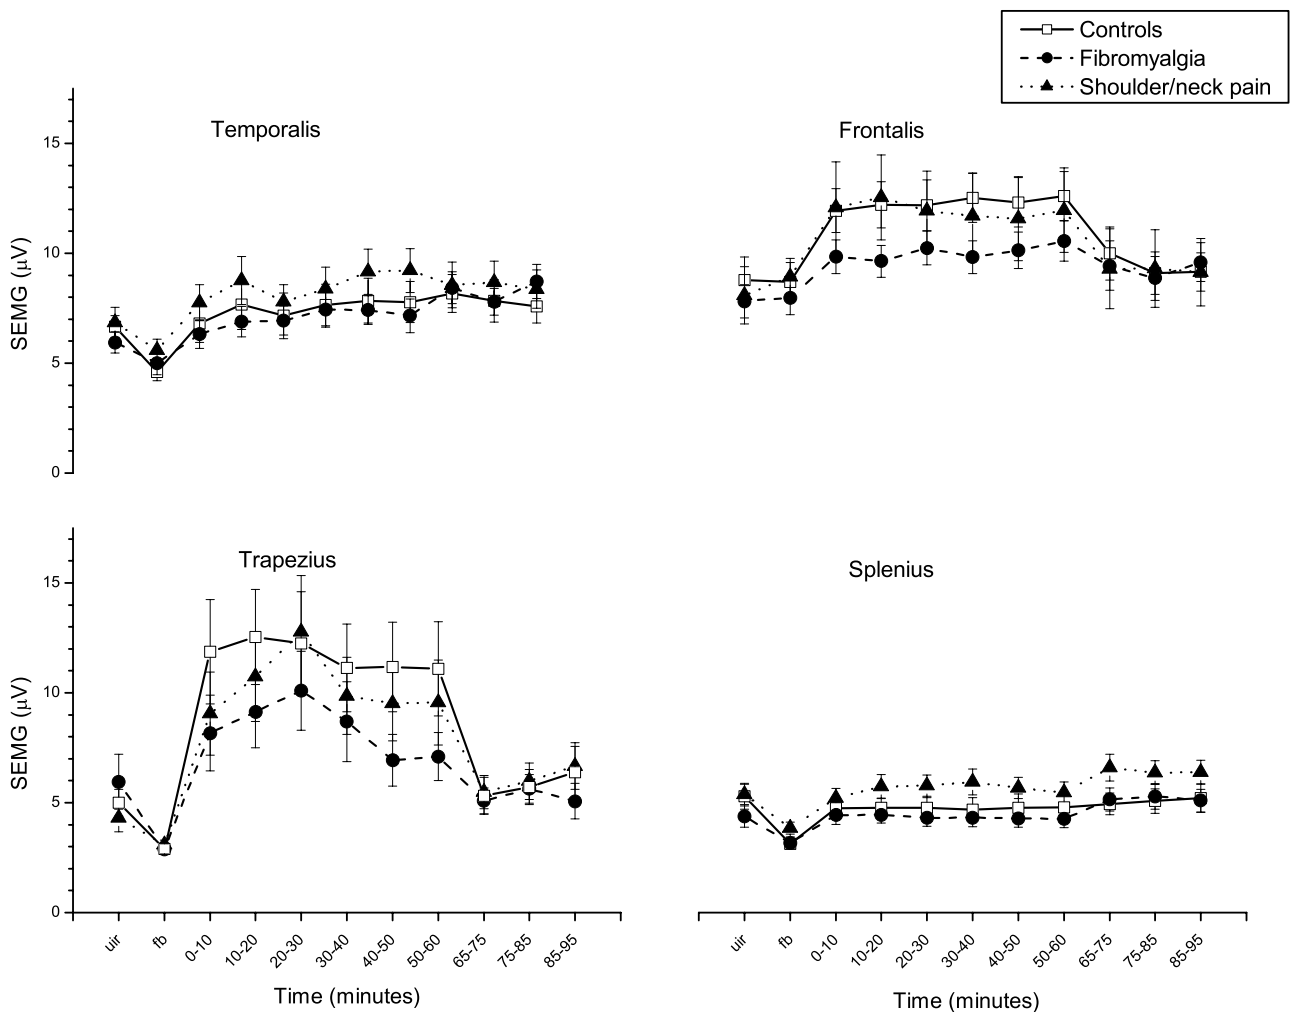 Controls
Fibromyalgia
Shoulder/neck pain
Temporalis
Frontalis
15
10
5
0
SEMG (μV)
Trapezius
Splenius
15
10
5
0
SEMG (μV)
uir
fb
0-10
10-20
20-30
30-40
40-50
50-60
65-75
75-85
85-95
uir
fb
0-10
10-20
20-30
30-40
40-50
50-60
65-75
75-85
85-95
Time (minutes)
Time (minutes)